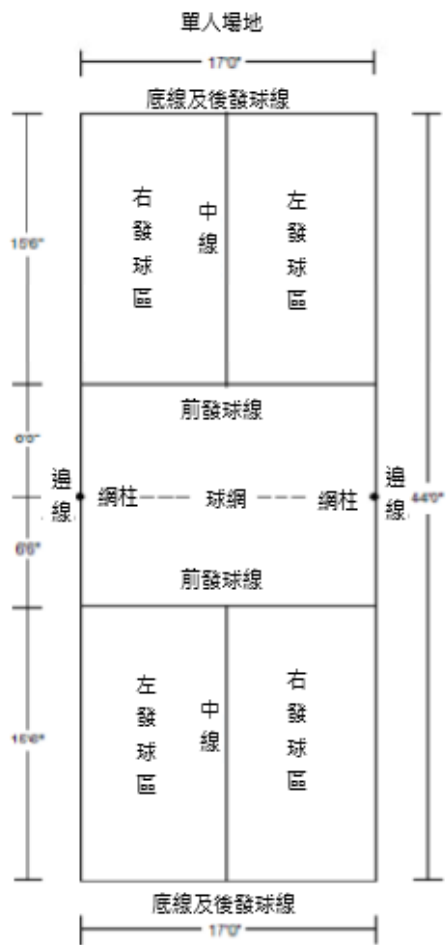 單人場地
17'0"
底線及後發球線
右發球區
中線
左發球區
15'6"
前發球線
邊線
網柱
球網
網柱
邊線
44'0"
6'6"
前發球線
左發球區
中線
右發球區
15'6"
底線及後發球線
17'0"